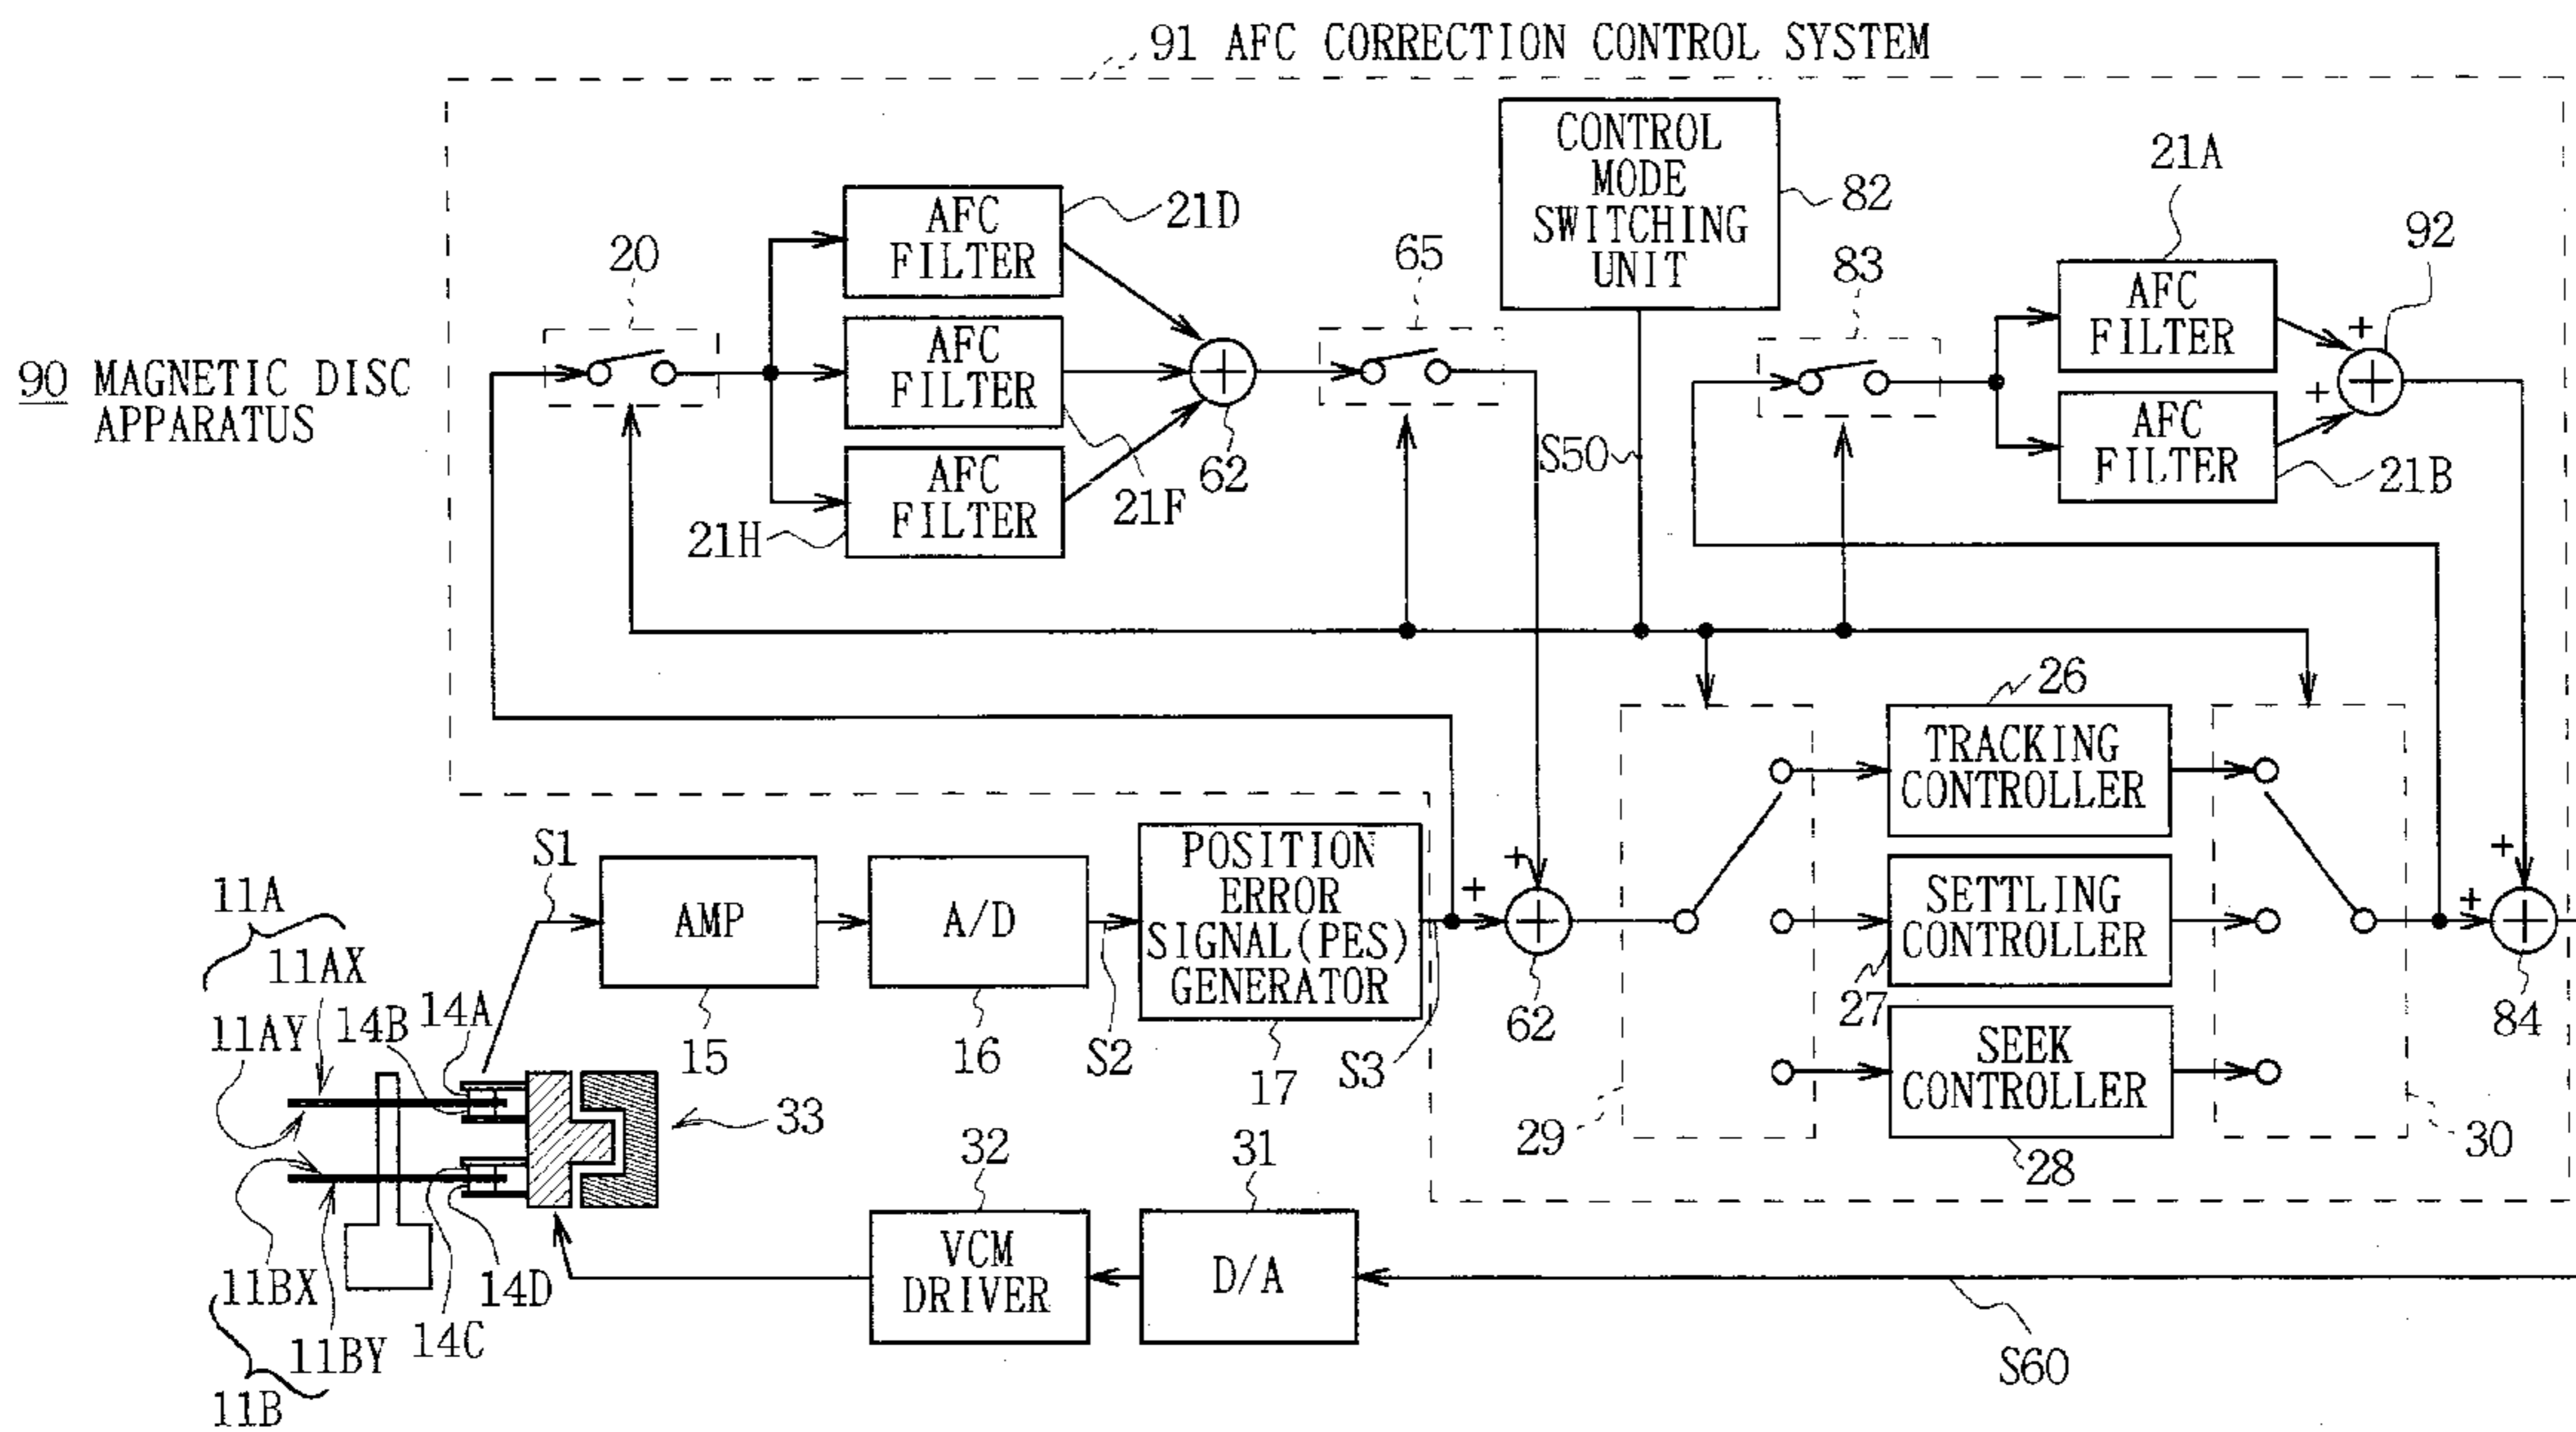 91 AFC CORRECTION CONTROL SYSTEM
90 MAGNETIC DISC
APPARATUS
20
AFC
FILTER
21D
AFC
FILTER
21F
AFC
FILTER
21H
62
65
CONTROL
MODE
SWITCHING
UNIT
82
S50
83
21A
AFC
FILTER
+
92
AFC
FILTER
+
21B
26
TRACKING
CONTROLLER
SETTLING
CONTROLLER
27
SEEK
CONTROLLER
28
29
30
+
+
84
S1
AMP
15
A/D
16
S2
POSITION
ERROR
SIGNAL(PES)
GENERATOR
17
S3
+
+
62
11A
11AX
11AY
14B
14A
33
32
VCM
DRIVER
31
D/A
11BX
14D
11BY
14C
11B
S60